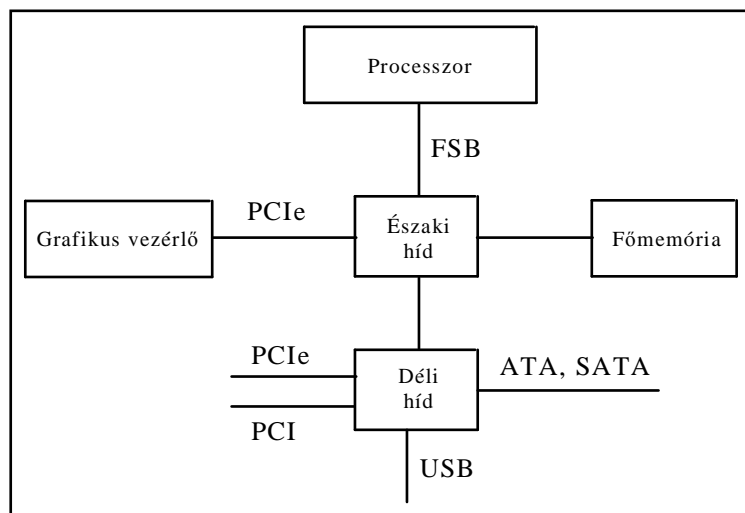 Processzor
FSB
PCIe
Grafikus vezérlő
Északi
híd
Főmemória
PCIe
ATA, SATA
Déli
híd
PCI
USB